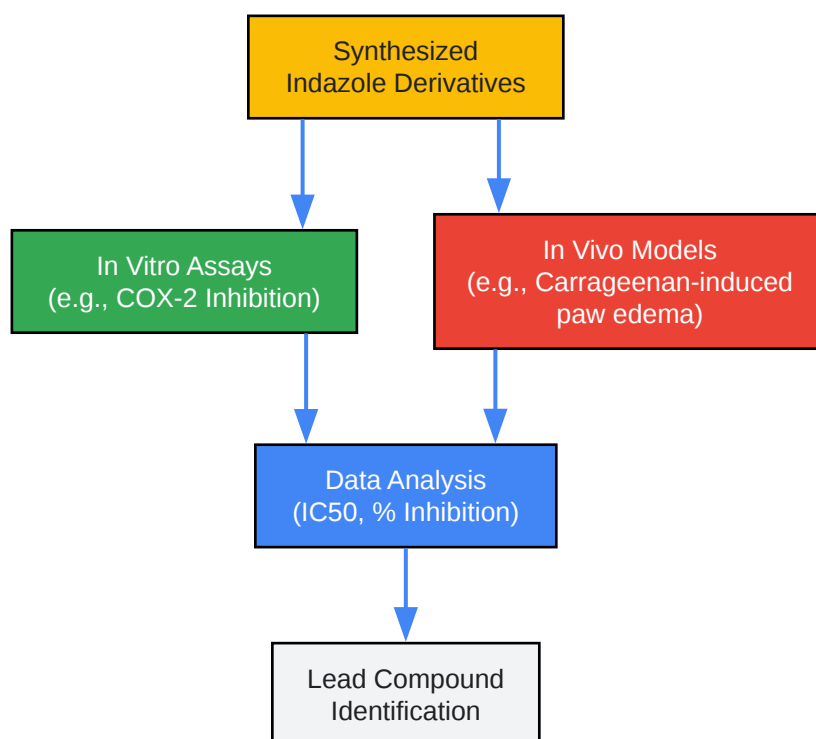 Synthesized
Indazole Derivatives
In Vitro Assays
(e.g., COX-2 Inhibition)
In Vivo Models
(e.g., Carrageenan-induced
paw edema)
Data Analysis
(IC50, % Inhibition)
Lead Compound
Identification